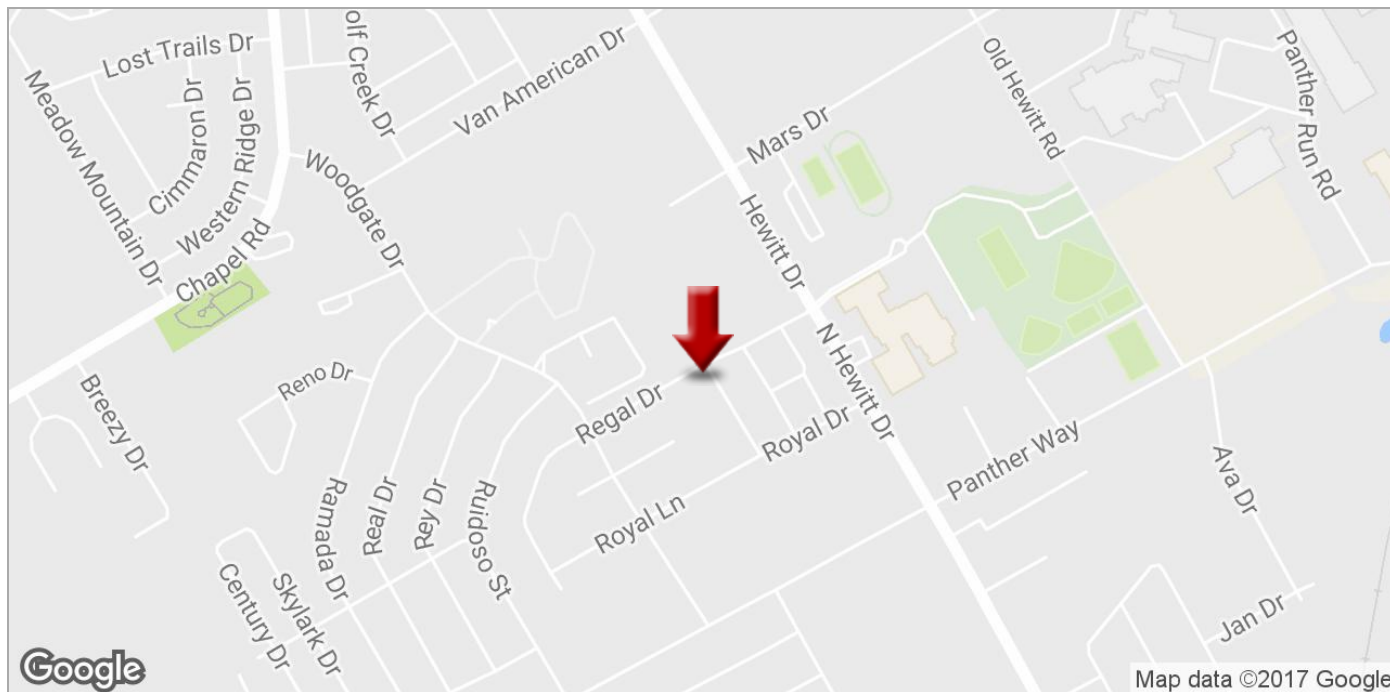 Lost Trails Dr
olf Creek Dr
Van American Dr
Old Hewitt Rd
Panther Run Rd
Meadow Mountain Dr
Cimmaron Dr
Western Ridge Dr
Mars Dr
Woodgate Dr
Chapel Rd
Hewitt Dr
N Hewitt Dr
Breezy Dr
Reno Dr
Regal Dr
Royal Dr
Panther Way
Ava Dr
Ramada Dr
Real Dr
Rey Dr
Ruidoso St
Royal Ln
Century Dr
Skylark Dr
Jan Dr
Google
Map data ©2017 Google